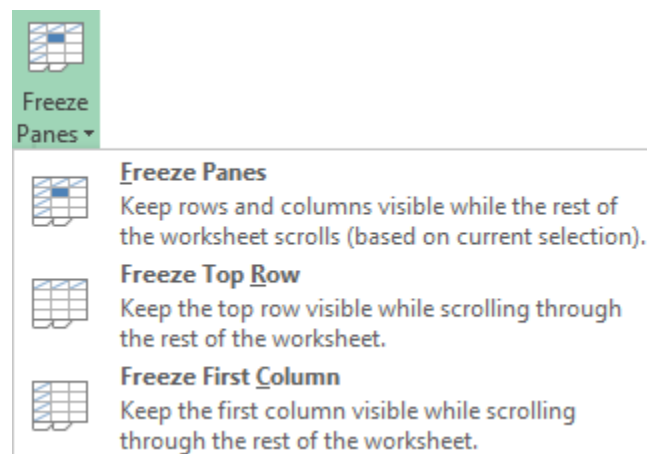 Freeze
Panes
Freeze Panes
Keep rows and columns visible while the rest of
the worksheet scrolls (based on current selection).
Freeze Top Row
Keep the top row visible while scrolling through
the rest of the worksheet.
Freeze First Column
Keep the first column visible while scrolling
through the rest of the worksheet.